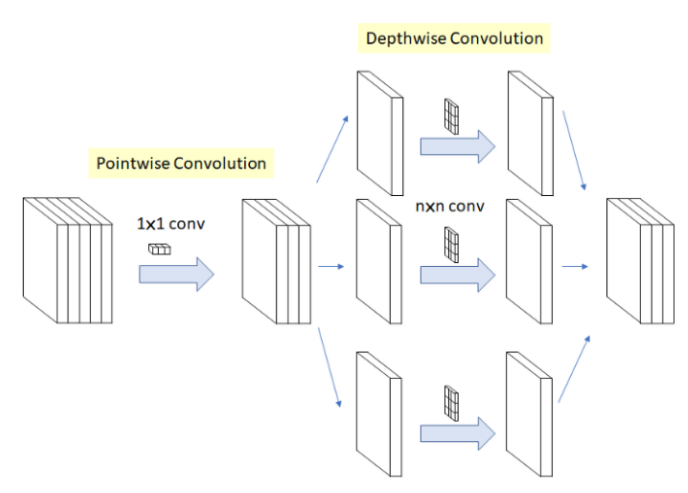 Depthwise Convolution
Pointwise Convolution
1x1 conv
nxn conv